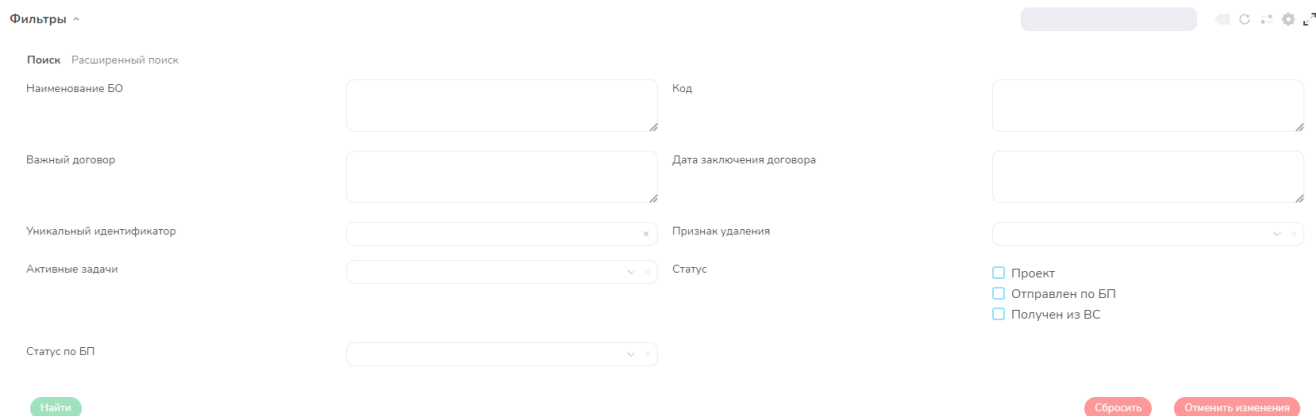 Фильтры
Поиск Расширенный поиск
Наименование БО Код
Важный договор Дата заключения договора
Уникальный идентификатор Признак удаления
Активные задачи Статус
Проект
Отправлен по БП
Получен из ВС
Статус по БП
Найти Сбросить Отменить изменения